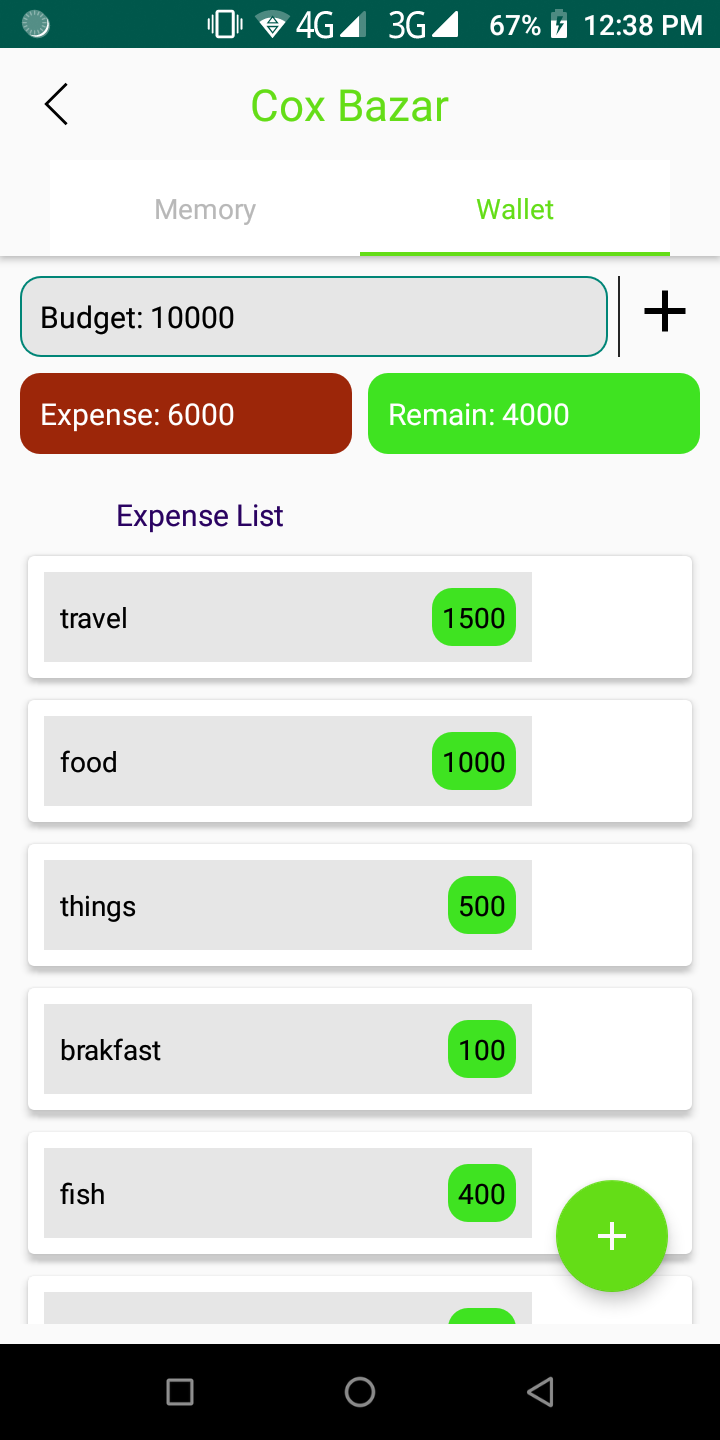 4G 3G 67% 12:38 PM
Cox Bazar
Memory Wallet
Budget: 10000
Expense: 6000 Remain: 4000
Expense List
travel 1500
food 1000
things 500
brakfast 100
fish 400